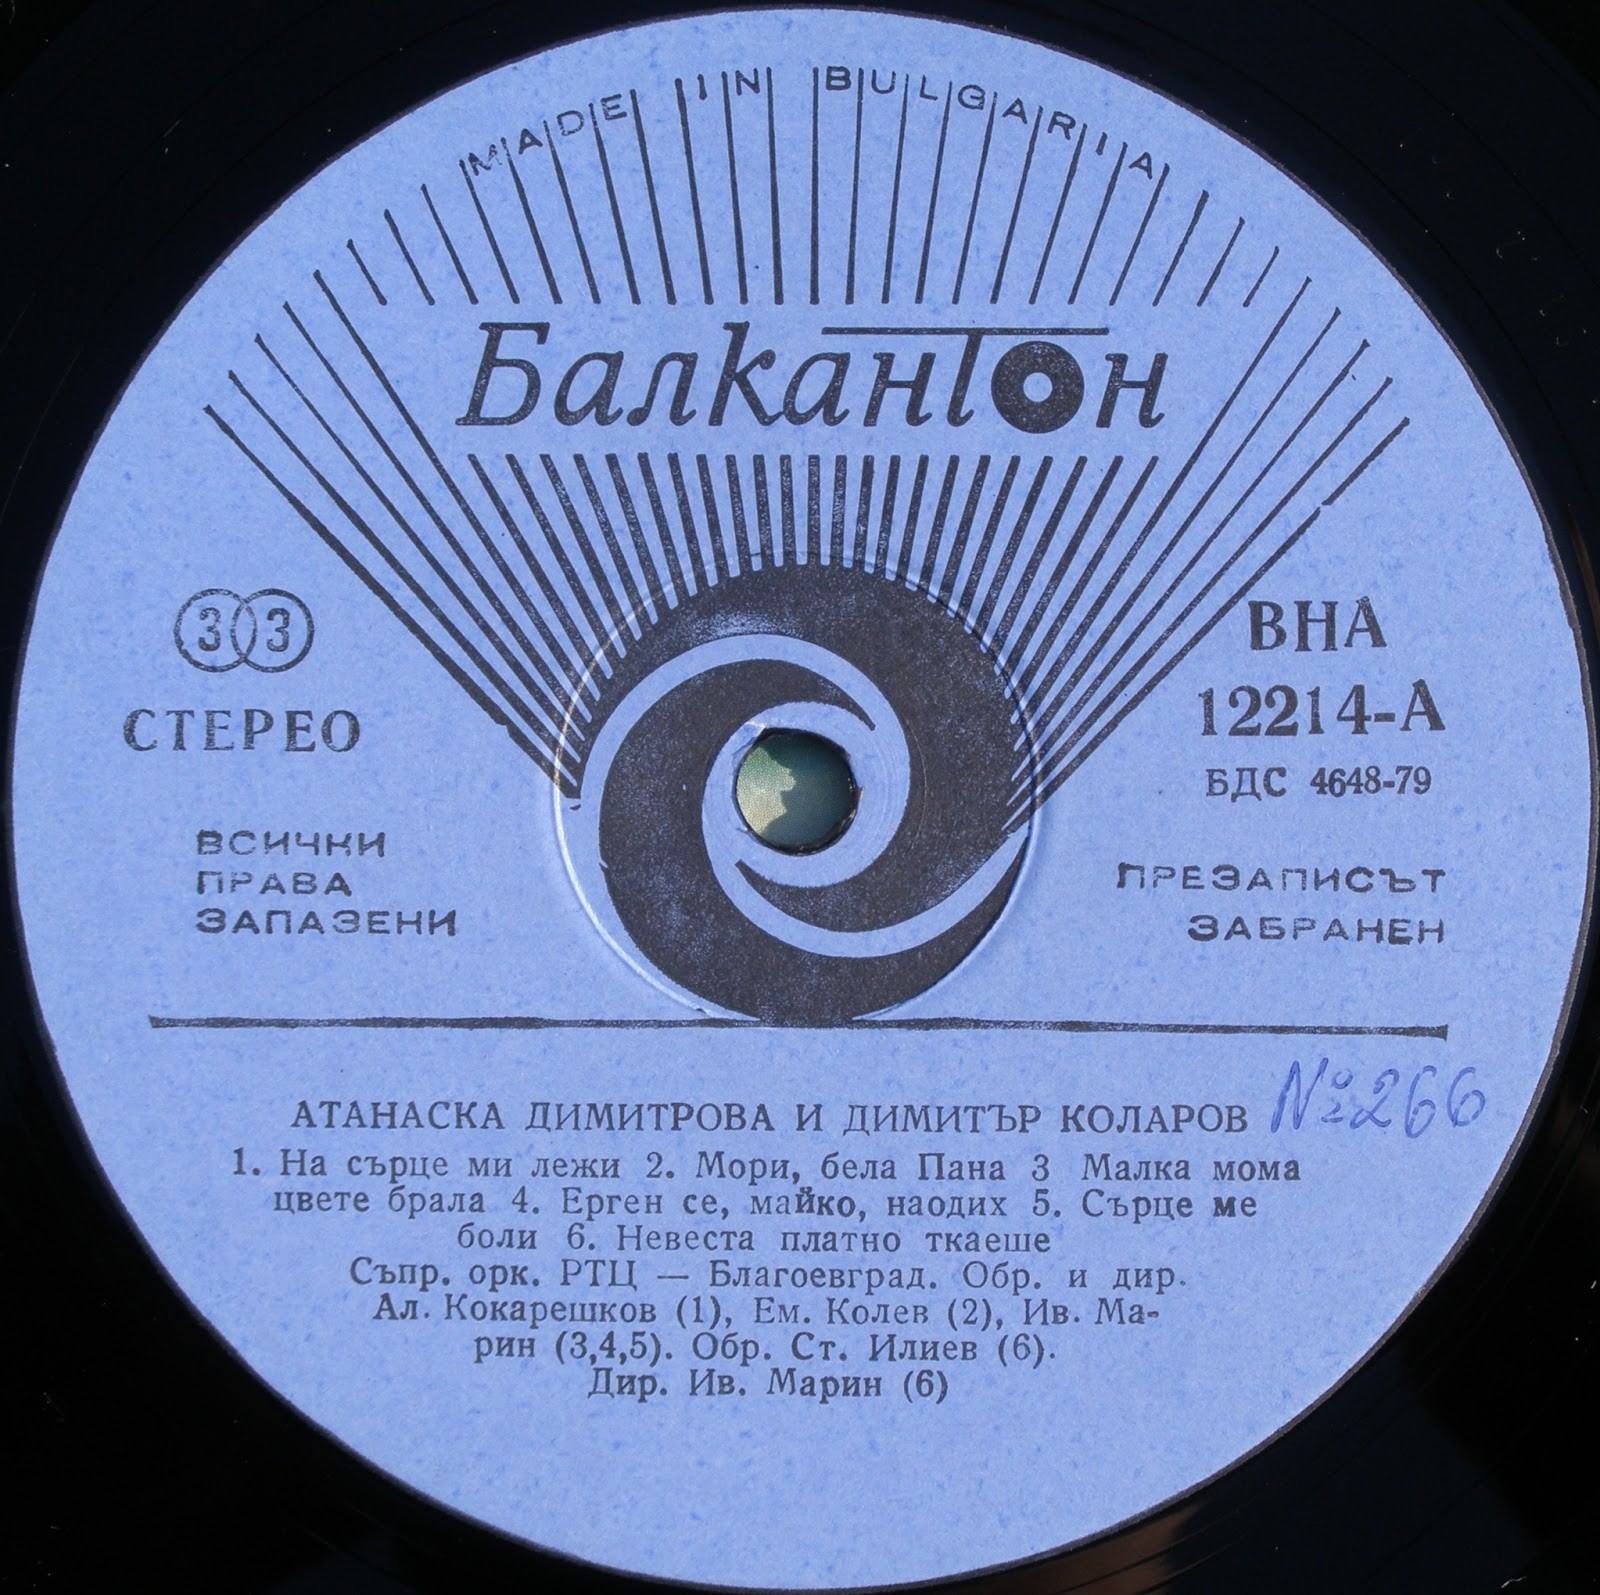 MADE IN BULGARIA
Балкантон
33
СТЕРЕО
ВСИЧКИ
ПРАВА
ЗАПАЗЕНИ
ВНА
12214-А
БДС 4648-79
ПРЕЗАПИСЪТ
ЗАБРАНЕН
№ 266
АТАНАСКА ДИМИТРОВА И ДИМИТЪР КОЛАРОВ
1. На сърце ми лежи 2. Мори, бела Пана 3 Малка мома
цвете брала 4. Ерген се, майко, наодих 5. Сърце ме
боли 6. Невеста платно ткаеше
Съпр. орк. РТЦ — Благоевград. Обр. и дир.
Ал. Кокарешков (1), Ем. Колев (2), Ив. Ма-
рин (3,4,5). Обр. Ст. Илиев (6).
Дир. Ив. Марин (6)